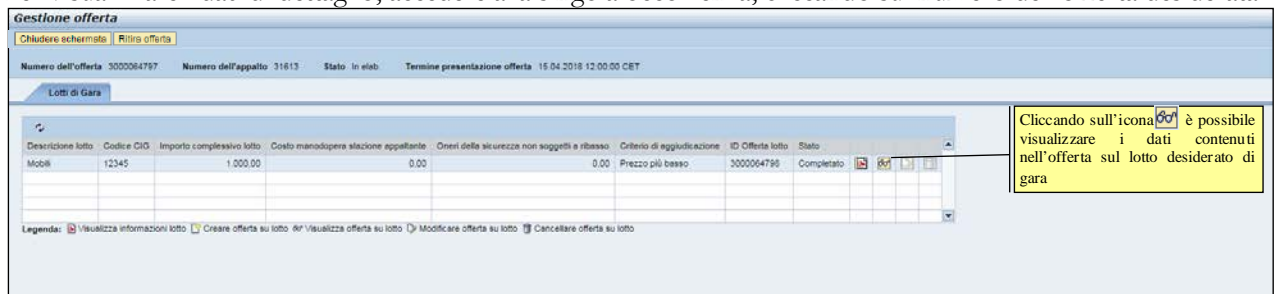 Gestione offerta
Chiudere schermata Ritira offerta
Numero dell'offerta 3000064797 Numero dell'appalto 31613 Stato In elab. Termine presentazione offerta 16.04.2018 12:00:00 CET
Lotti di Gara
Descrizione lotto Codice CIG Importo complessivo lotto Costo manodopera stazione appaltante Oneri della sicurezza non soggetti a ribasso Criterio di aggiudicazione ID Offerta lotto Stato
Mobili 12345 1.000,00 0,00 0,00 Prezzo più basso 3000064798 Completato
Legenda: Visualizza informazioni lotto Creare offerta su lotto Visualizza offerta su lotto Modificare offerta su lotto Cancellare offerta su lotto
Cliccando sull'icona è possibile
visualizzare i dati contenuti
nell'offerta sul lotto desiderato di
gara